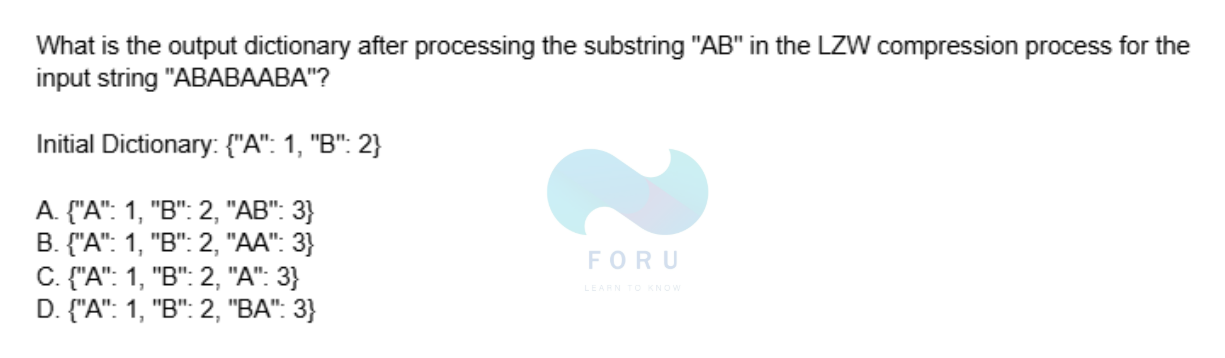 What is the output dictionary after processing the substring "AB" in the LZW compression process for the
input string "ABABAABA"?
Initial Dictionary: {"A": 1, "B": 2}
A. {"A": 1, "B": 2, "AB": 3}
B. {"A": 1, "B": 2, "AA": 3}
C. {"A": 1, "B": 2, "A": 3}
D. {"A": 1, "B": 2, "BA": 3}
FORU
LEARN TO KNOW